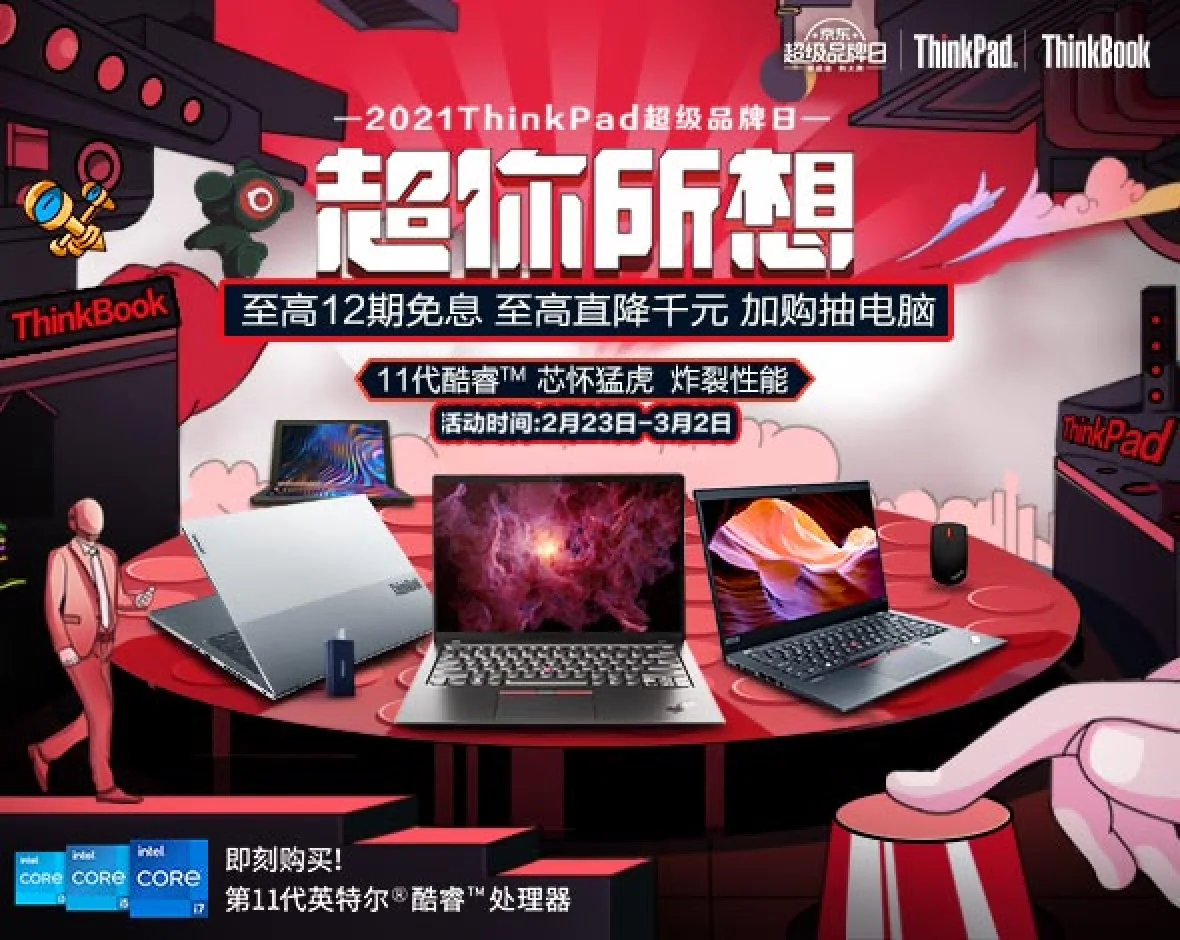 京东
超级品牌日
ThinkPad. ThinkBook
—2021ThinkPad超级品牌日—
超你所想
至高12期免息 至高直降千元 加购抽电脑
11代酷睿™ 芯怀猛虎 炸裂性能
活动时间:2月23日-3月2日
ThinkBook
ThinkPad
ThinkBook
intel
CORE
i3
intel
CORE
i5
intel
CORE
i7
即刻购买!
第11代英特尔®酷睿™处理器